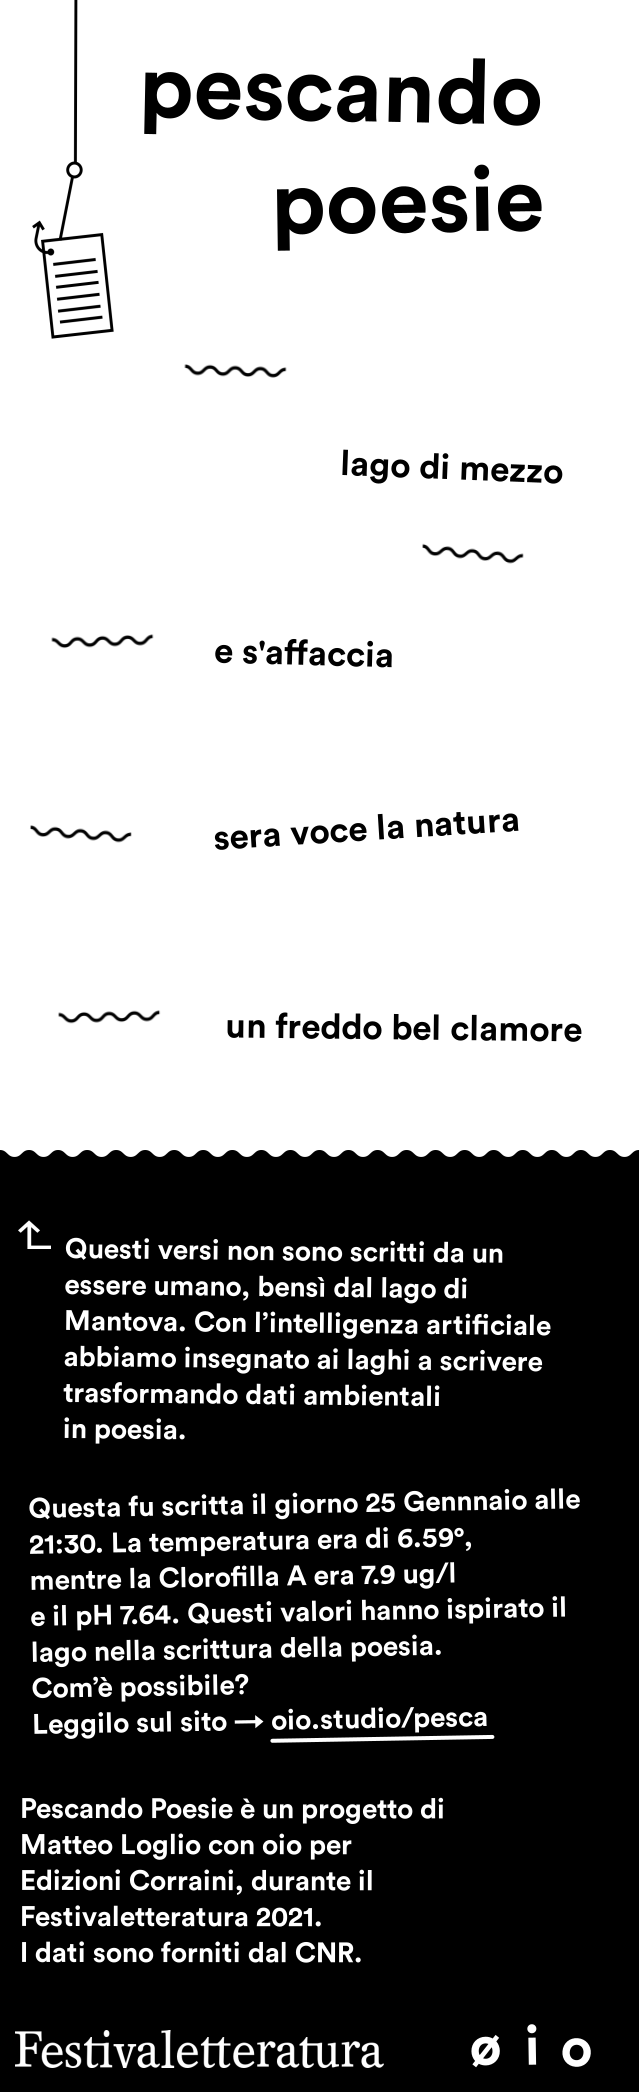 pescando
poesie
lago di mezzo
e s'affaccia
sera voce la natura
un freddo bel clamore
Questi versi non sono scritti da un
essere umano, bensì dal lago di
Mantova. Con l’intelligenza artificiale
abbiamo insegnato ai laghi a scrivere
trasformando dati ambientali
in poesia.
Questa fu scritta il giorno 25 Gennnaio alle
21:30. La temperatura era di 6.59°,
mentre la Clorofilla A era 7.9 ug/l
e il pH 7.64. Questi valori hanno ispirato il
lago nella scrittura della poesia.
Com’è possibile?
Leggilo sul sito → oio.studio/pesca
Pescando Poesie è un progetto di
Matteo Loglio con oio per
Edizioni Corraini, durante il
Festivaletteratura 2021.
I dati sono forniti dal CNR.
Festivaletteratura ø i o